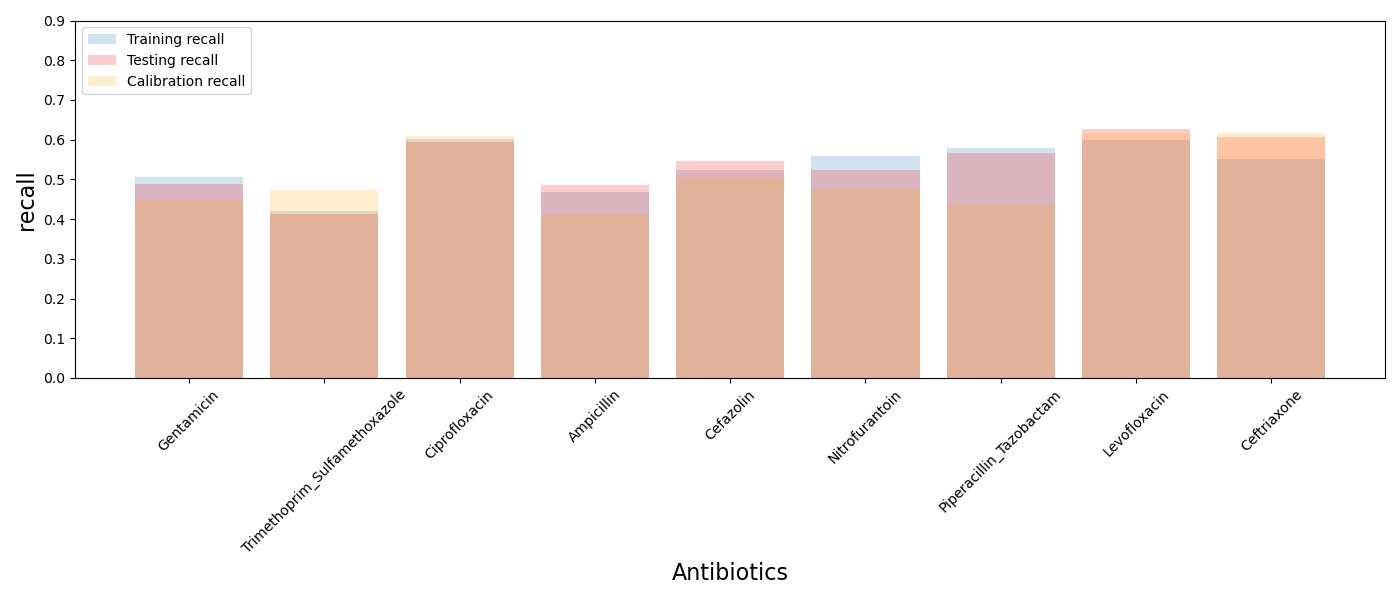 0.9
0.8
0.7
0.6
0.5
0.4
0.3
0.2
0.1
0.0
recall
Training recall
Testing recall
Calibration recall
Gentamicin
Trimethoprim_Sulfamethoxazole
Ciprofloxacin
Ampicillin
Cefazolin
Nitrofurantoin
Piperacillin_Tazobactam
Levofloxacin
Ceftriaxone
Antibiotics